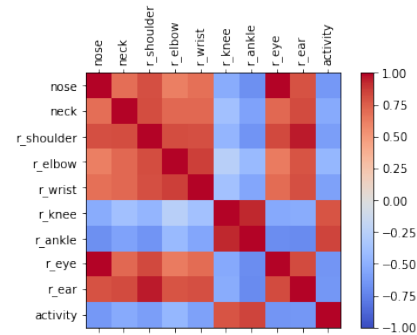 nose
neck
r_shoulder
r_elbow
r_wrist
r_knee
r_ankle
r_eye
r_ear
activity
nose
neck
r_shoulder
r_elbow
r_wrist
r_knee
r_ankle
r_eye
r_ear
activity
1.00
0.75
0.50
0.25
0.00
−0.25
−0.50
−0.75
−1.00